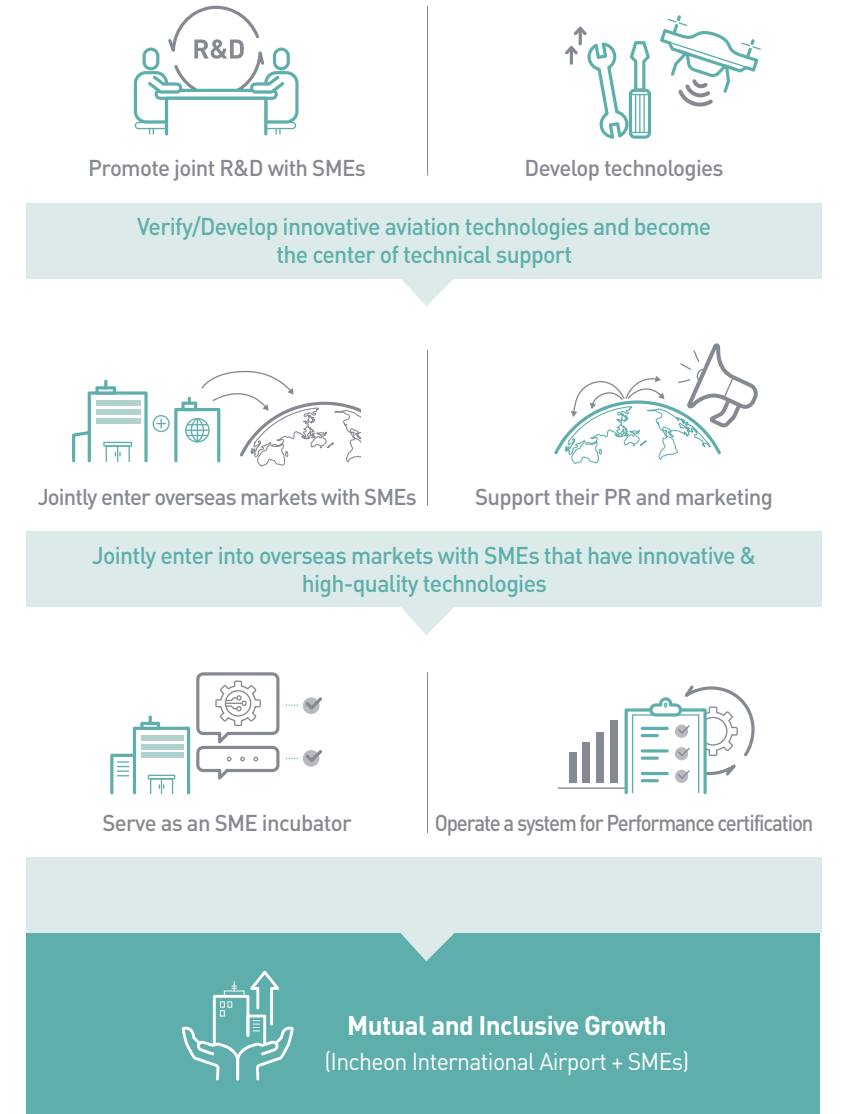 R&D
Promote joint R&D with SMEs
Develop technologies
Verify/Develop innovative aviation technologies and become
the center of technical support
Jointly enter overseas markets with SMEs
Support their PR and marketing
Jointly enter into overseas markets with SMEs that have innovative &
high-quality technologies
Serve as an SME incubator
Operate a system for Performance certification
Mutual and Inclusive Growth
(Incheon International Airport + SMEs)